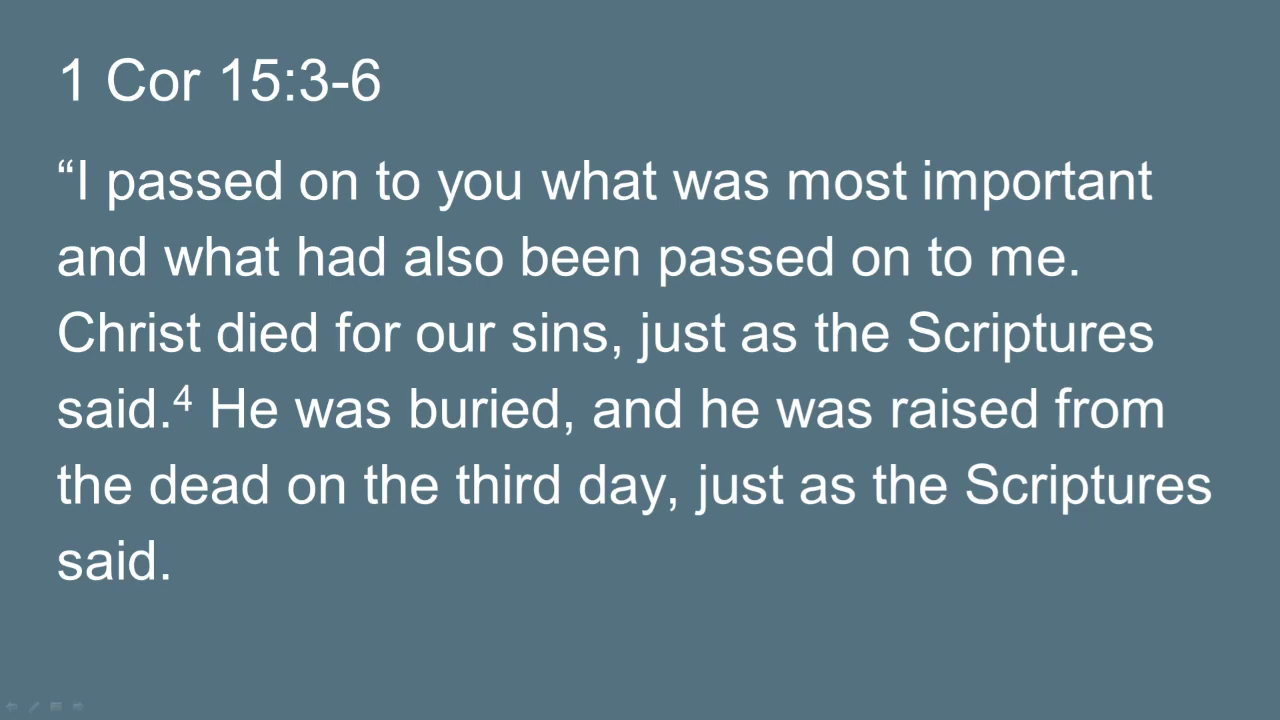 1 Cor 15:3-6
“I passed on to you what was most important
and what had also been passed on to me.
Christ died for our sins, just as the Scriptures
said.⁴ He was buried, and he was raised from
the dead on the third day, just as the Scriptures
said.